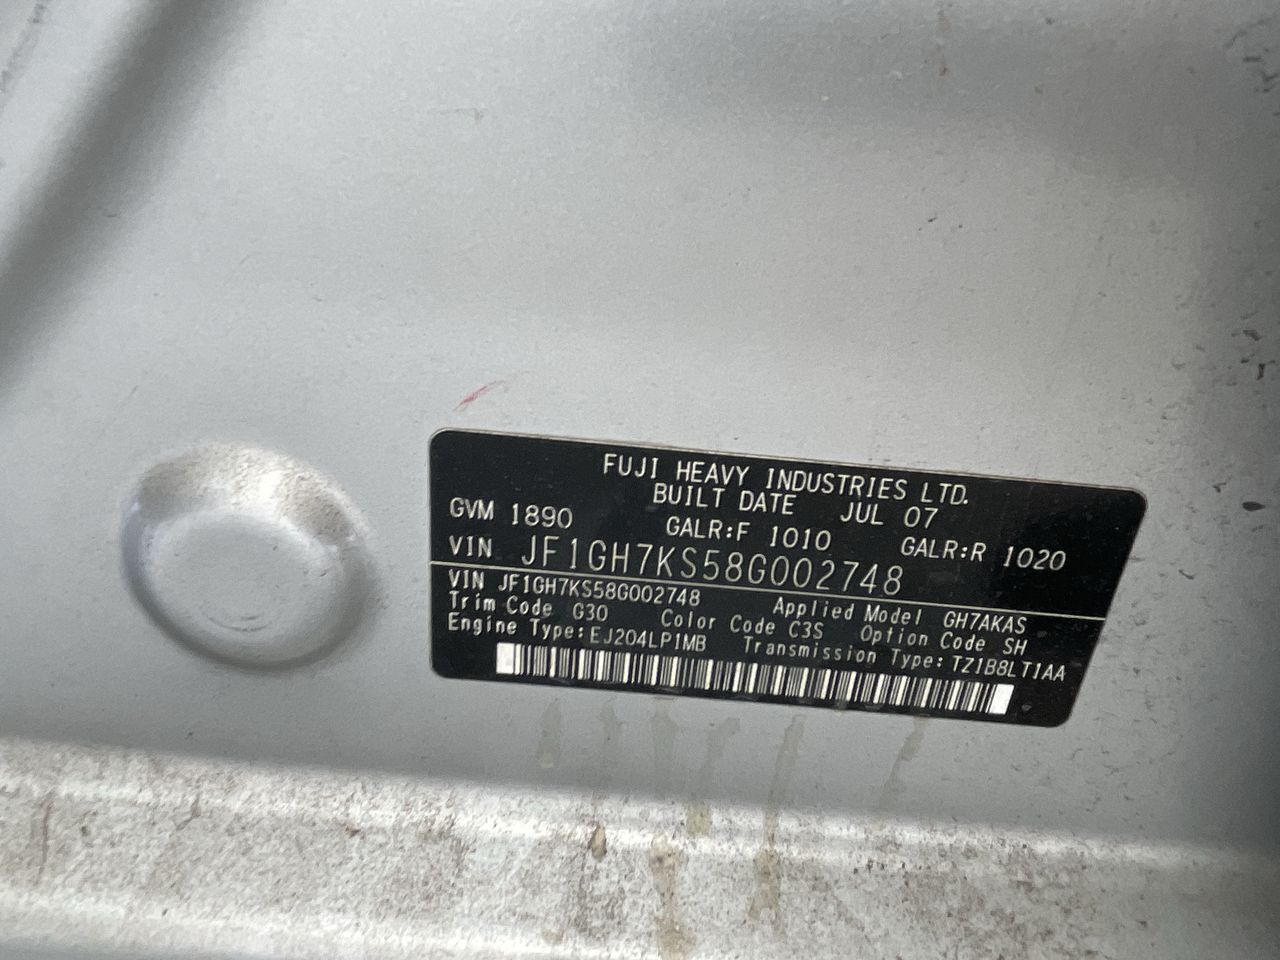 FUJI HEAVY INDUSTRIES LTD.
BUILT DATE JUL 07
GVM 1890 GALR:F 1010 GALR:R 1020
VIN JF1GH7KS58G002748
VIN JF1GH7KS58G002748 Applied Model GH7AKAS
Trim Code G30 Color Code C3S Option Code SH
Engine Type:EJ204LP1MB Transmission Type:TZ1B8LT1AA